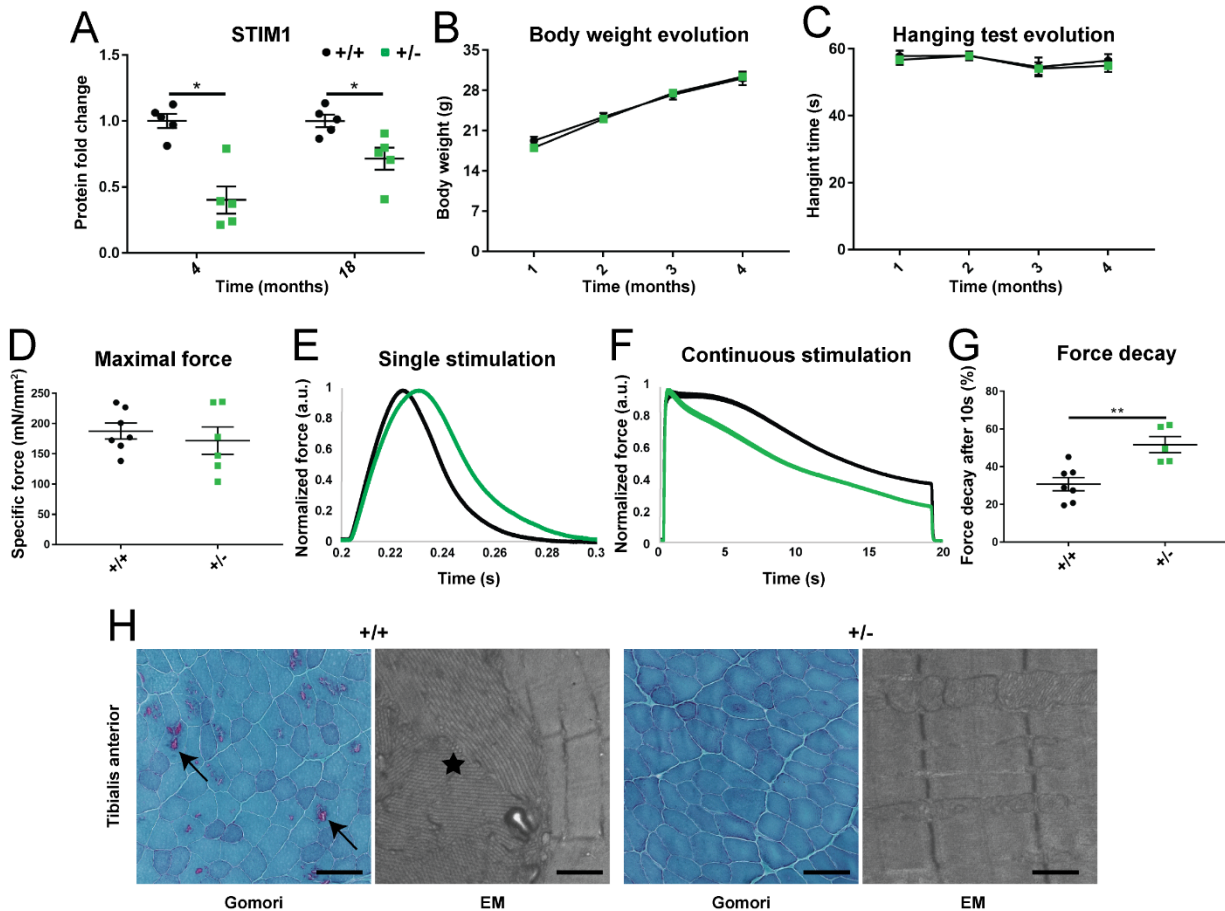 A
STIM1
+/+ +/-
Protein fold change
1.5
1.0
0.5
0.0
*
*
4 18
Time (months)
B
Body weight evolution
Body weight (g)
35
28
21
14
7
0
1 2 3 4
Time (months)
C
Hanging test evolution
Hangint time (s)
60
40
20
0
1 2 3 4
Time (months)
D
Maximal force
Specific force (mN/mm²)
250
200
150
100
50
0
+/+ +/-
E
Single stimulation
Normalized force (a.u.)
1
0.8
0.6
0.4
0.2
0
0.2 0.22 0.24 0.26 0.28 0.3
Time (s)
F
Continuous stimulation
Normalized force (a.u.)
1
0.8
0.6
0.4
0.2
0
0 5 10 15 20
Time (s)
G
Force decay
Force decay after 10s (%)
80
60
40
20
0
**
+/+ +/-
H
+/+ +/-
Tibialis anterior
Gomori EM Gomori EM